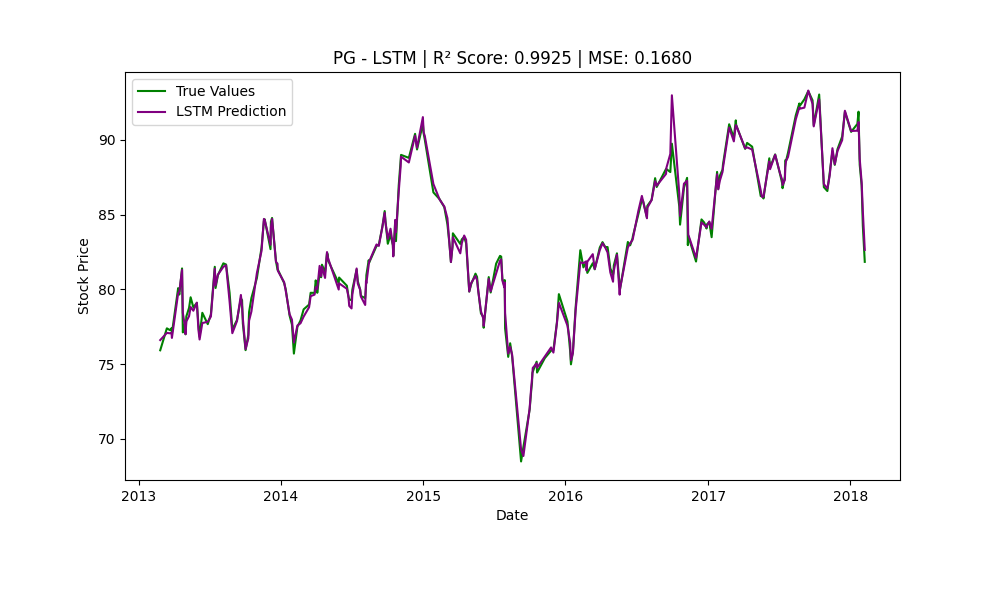 PG - LSTM | R² Score: 0.9925 | MSE: 0.1680
True Values
LSTM Prediction
90
85
80
75
70
Stock Price
2013 2014 2015 2016 2017 2018
Date